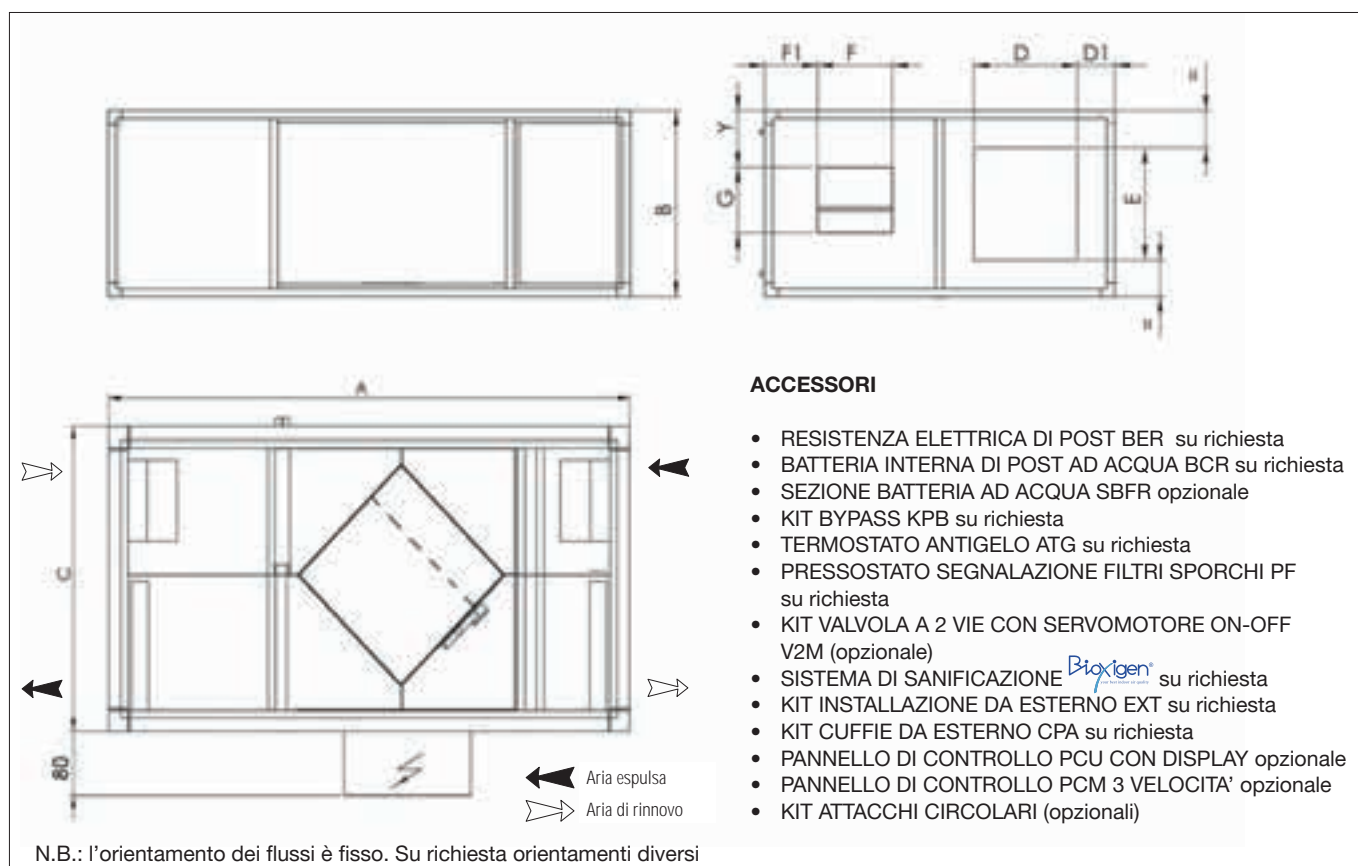 F1 F D D1
=
Y
G
B
E
=
A
C
80
Aria espulsa
Aria di rinnovo
ACCESSORI
• RESISTENZA ELETTRICA DI POST BER su richiesta
• BATTERIA INTERNA DI POST AD ACQUA BCR su richiesta
• SEZIONE BATTERIA AD ACQUA SBFR opzionale
• KIT BYPASS KPB su richiesta
• TERMOSTATO ANTIGELO ATG su richiesta
• PRESSOSTATO SEGNALAZIONE FILTRI SPORCHI PF
su richiesta
• KIT VALVOLA A 2 VIE CON SERVOMOTORE ON-OFF
V2M (opzionale)
• SISTEMA DI SANIFICAZIONE Bioxigen® su richiesta
• KIT INSTALLAZIONE DA ESTERNO EXT su richiesta
• KIT CUFFIE DA ESTERNO CPA su richiesta
• PANNELLO DI CONTROLLO PCU CON DISPLAY opzionale
• PANNELLO DI CONTROLLO PCM 3 VELOCITA’ opzionale
• KIT ATTACCHI CIRCOLARI (opzionali)
N.B.: l’orientamento dei flussi è fisso. Su richiesta orientamenti diversi